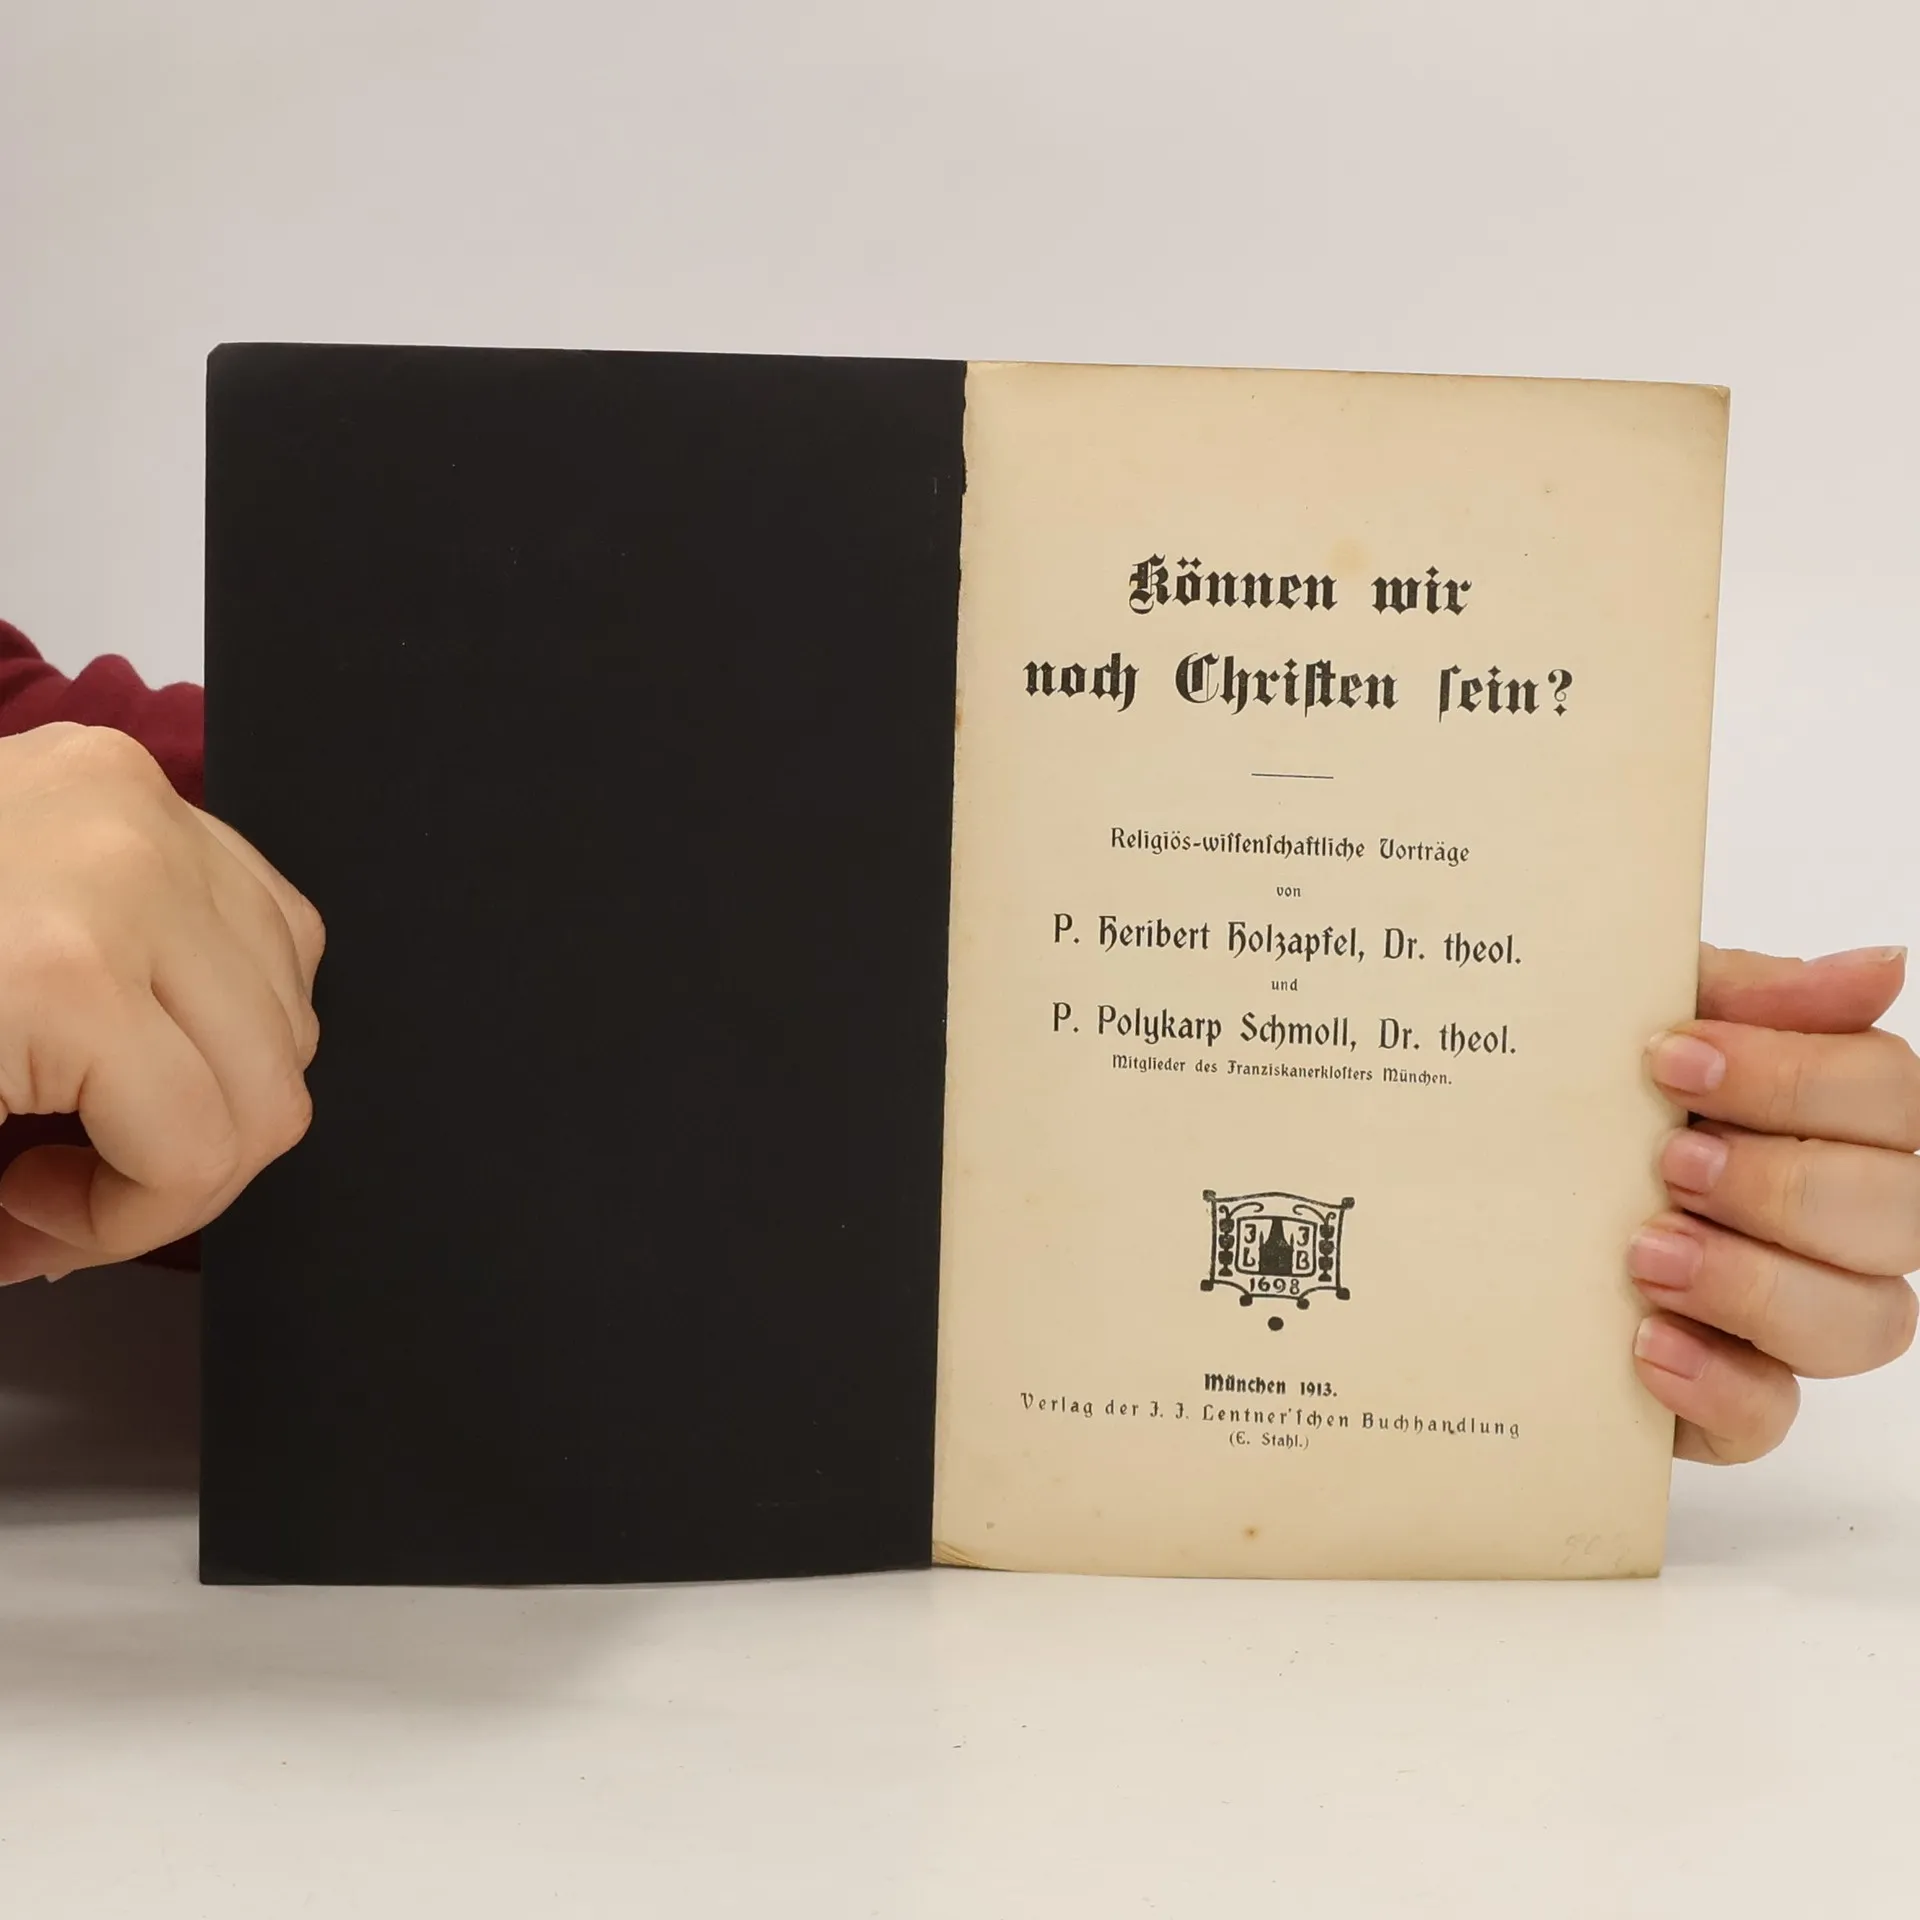 Können wir
noch Chriſten ſein?
Religiös-wiſſenſchaftliche Vorträge
von
P. Heribert Holzapfel, Dr. theol.
und
P. Polykarp Schmoll, Dr. theol.
Mitglieder des Franziskanerkloſters München.
J J
L B
1698
München 1913.
Verlag der J. J. Lentner'ſchen Buchhandlung
(E. Stahl.)